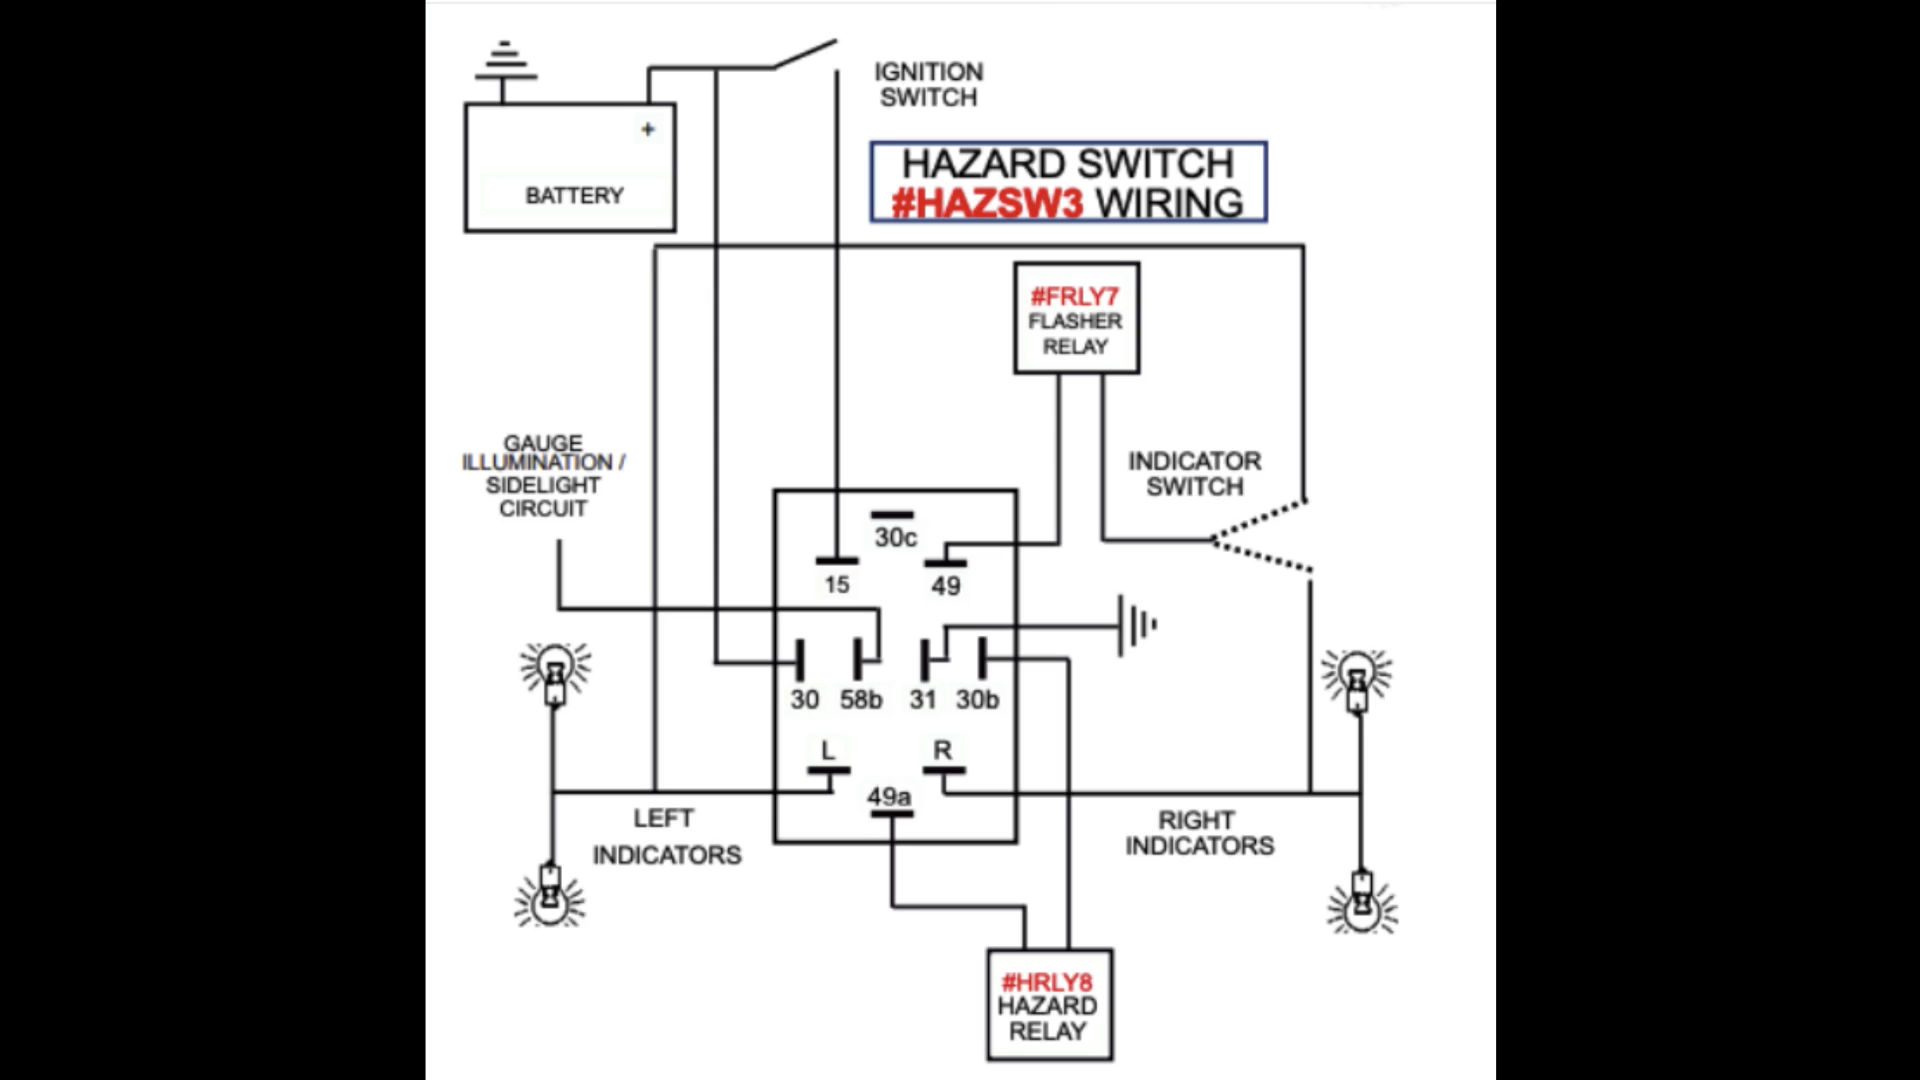 IGNITION
SWITCH
+
BATTERY
HAZARD SWITCH
#HAZSW3 WIRING
#FRLY7
FLASHER
RELAY
GAUGE
ILLUMINATION /
SIDELIGHT
CIRCUIT
INDICATOR
SWITCH
30c
15
49
30
58b
31
30b
L
R
49a
LEFT
INDICATORS
RIGHT
INDICATORS
#HRLY8
HAZARD
RELAY